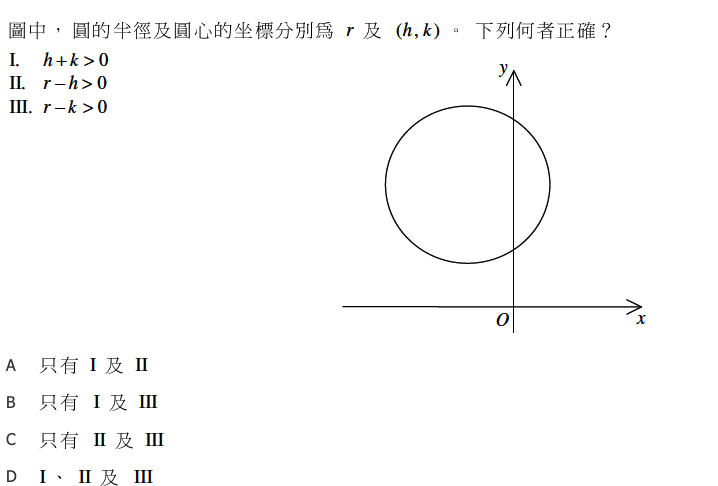 圖中，圓的半徑及圓心的坐標分別爲 r 及 (h,k) 。 下列何者正確？
I. h+k>0
II. r−h>0
III. r−k>0
y
O
x
A 只有 I 及 II
B 只有 I 及 III
C 只有 II 及 III
D I、 II 及 III